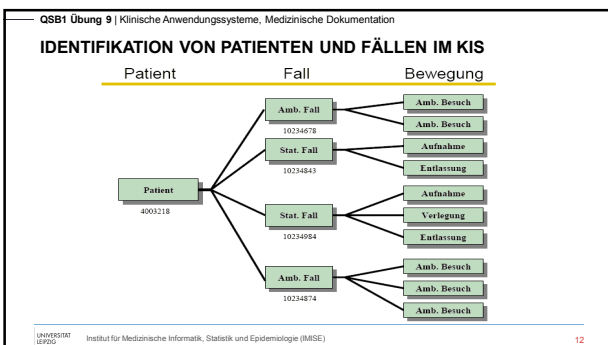 QSB1 Übung 9 | Klinische Anwendungssysteme, Medizinische Dokumentation
IDENTIFIKATION VON PATIENTEN UND FÄLLEN IM KIS
Patient Fall Bewegung
Amb. Besuch
Amb. Fall
Amb. Besuch
10234678
Aufnahme
Stat. Fall
Entlassung
10234843
Patient
4003218
Aufnahme
Stat. Fall
Verlegung
10234984
Entlassung
Amb. Besuch
Amb. Fall
Amb. Besuch
10234874
Amb. Besuch
UNIVERSITÄT
LEIPZIG
Institut für Medizinische Informatik, Statistik und Epidemiologie (IMISE)
12